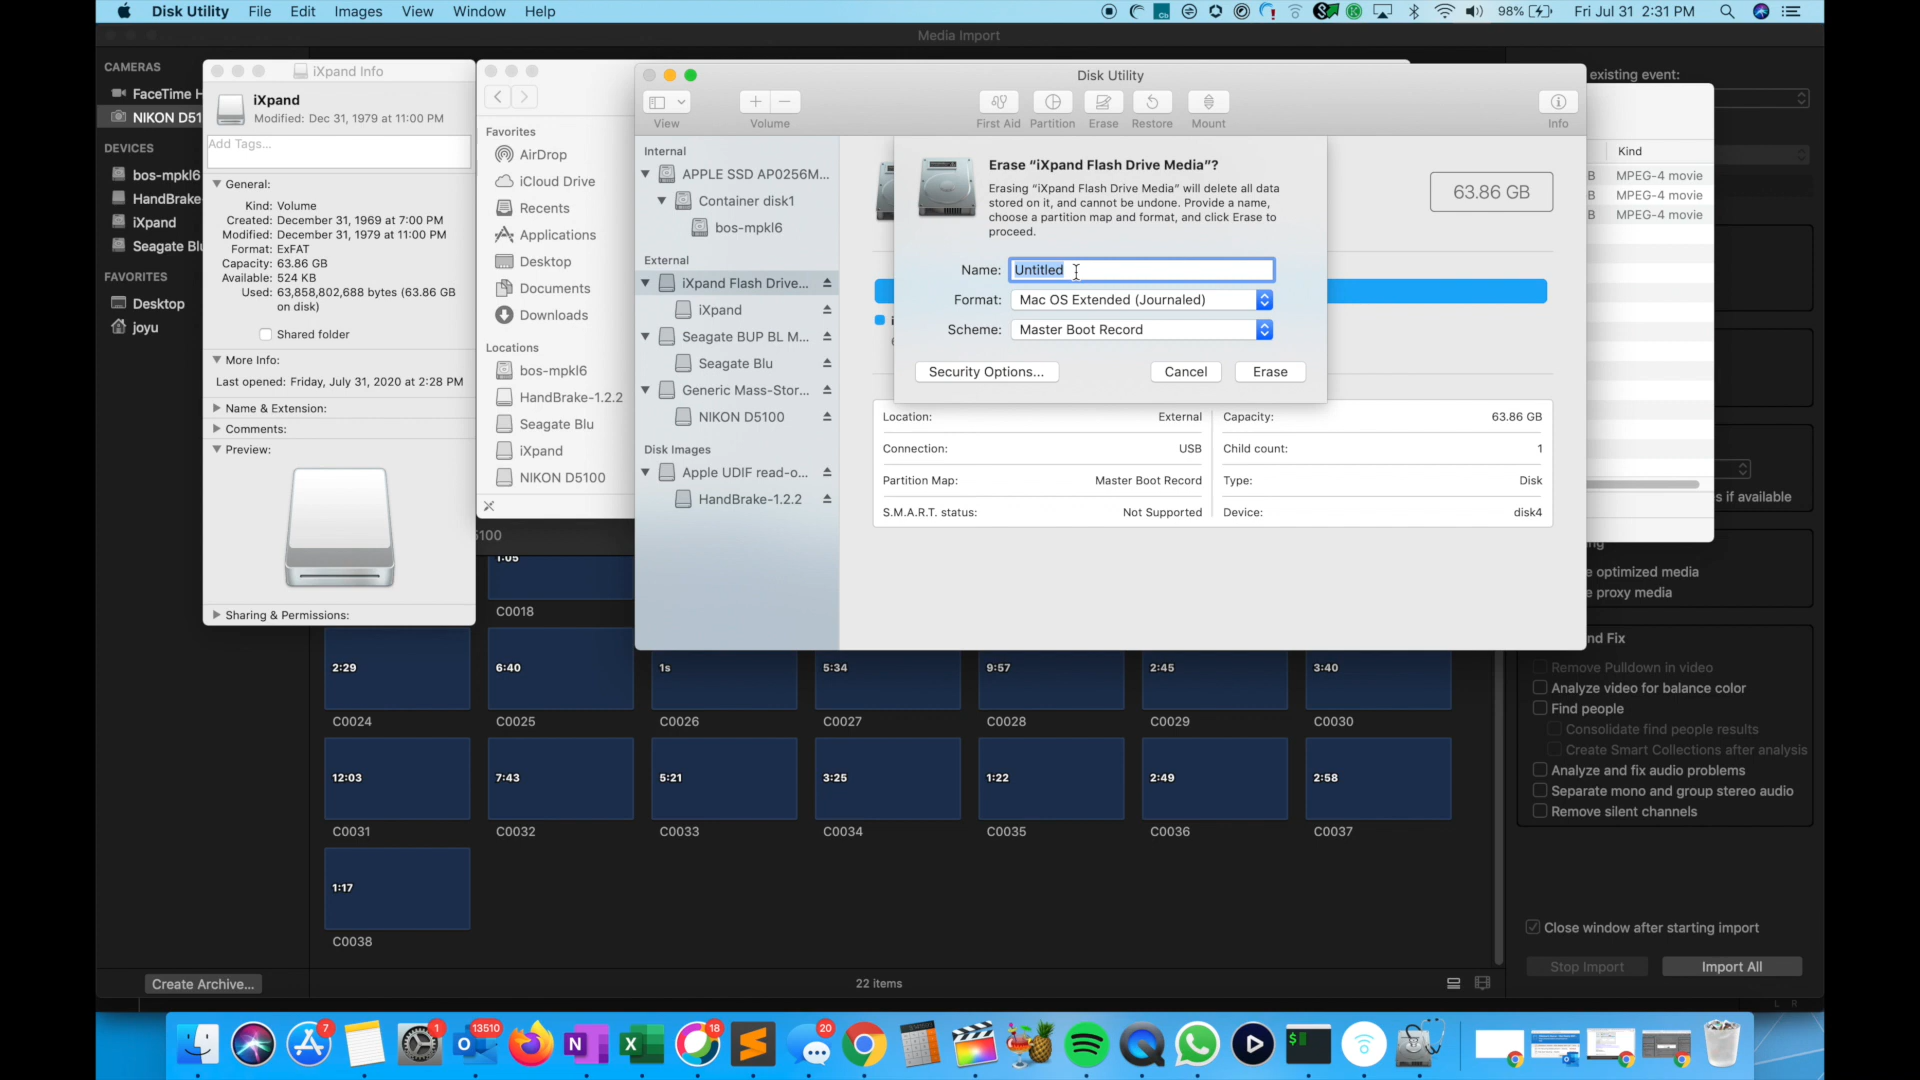 Disk Utility File Edit Images View Window Help
98% Fri Jul 31 2:31 PM
Media Import
CAMERAS
FaceTime H
NIKON D51
DEVICES
bos-mpkl6
HandBrake
iXpand
Seagate Blu
FAVORITES
Desktop
joyu
Create Archive...
iXpand Info
iXpand
Modified: Dec 31, 1979 at 11:00 PM
Add Tags...
General:
Kind: Volume
Created: December 31, 1969 at 7:00 PM
Modified: December 31, 1979 at 11:00 PM
Format: ExFAT
Capacity: 63.86 GB
Available: 524 KB
Used: 63,858,802,688 bytes (63.86 GB
on disk)
Shared folder
More Info:
Last opened: Friday, July 31, 2020 at 2:28 PM
Name & Extension:
Comments:
Preview:
Sharing & Permissions:
Favorites
AirDrop
iCloud Drive
Recents
Applications
Desktop
Documents
Downloads
Locations
bos-mpkl6
HandBrake-1.2.2
Seagate Blu
iXpand
NIKON D5100
5100
Disk Utility
View
Volume
First Aid
Partition
Erase
Restore
Mount
Info
Internal
APPLE SSD AP0256M...
Container disk1
bos-mpkl6
External
iXpand Flash Drive...
iXpand
Seagate BUP BL M...
Seagate Blu
Generic Mass-Stor...
NIKON D5100
Disk Images
Apple UDIF read-o...
HandBrake-1.2.2
Erase “iXpand Flash Drive Media”?
Erasing “iXpand Flash Drive Media” will delete all data
stored on it, and cannot be undone. Provide a name,
choose a partition map and format, and click Erase to
proceed.
Name: Untitled
Format: Mac OS Extended (Journaled)
Scheme: Master Boot Record
Security Options... Cancel Erase
63.86 GB
Location: External
Capacity: 63.86 GB
Connection: USB
Child count: 1
Partition Map: Master Boot Record
Type: Disk
S.M.A.R.T. status: Not Supported
Device: disk4
existing event:
Kind
B MPEG-4 movie
B MPEG-4 movie
B MPEG-4 movie
s if available
ng
e optimized media
e proxy media
nd Fix
Remove Pulldown in video
Analyze video for balance color
Find people
Consolidate find people results
Create Smart Collections after analysis
Analyze and fix audio problems
Separate mono and group stereo audio
Remove silent channels
Close window after starting import
Stop Import Import All
1:05
C0018
2:29 6:40 1s 5:34 9:57 2:45 3:40
C0024 C0025 C0026 C0027 C0028 C0029 C0030
12:03 7:43 5:21 3:25 1:22 2:49 2:58
C0031 C0032 C0033 C0034 C0035 C0036 C0037
1:17
C0038
22 items
L R
7 1 13510 18 20